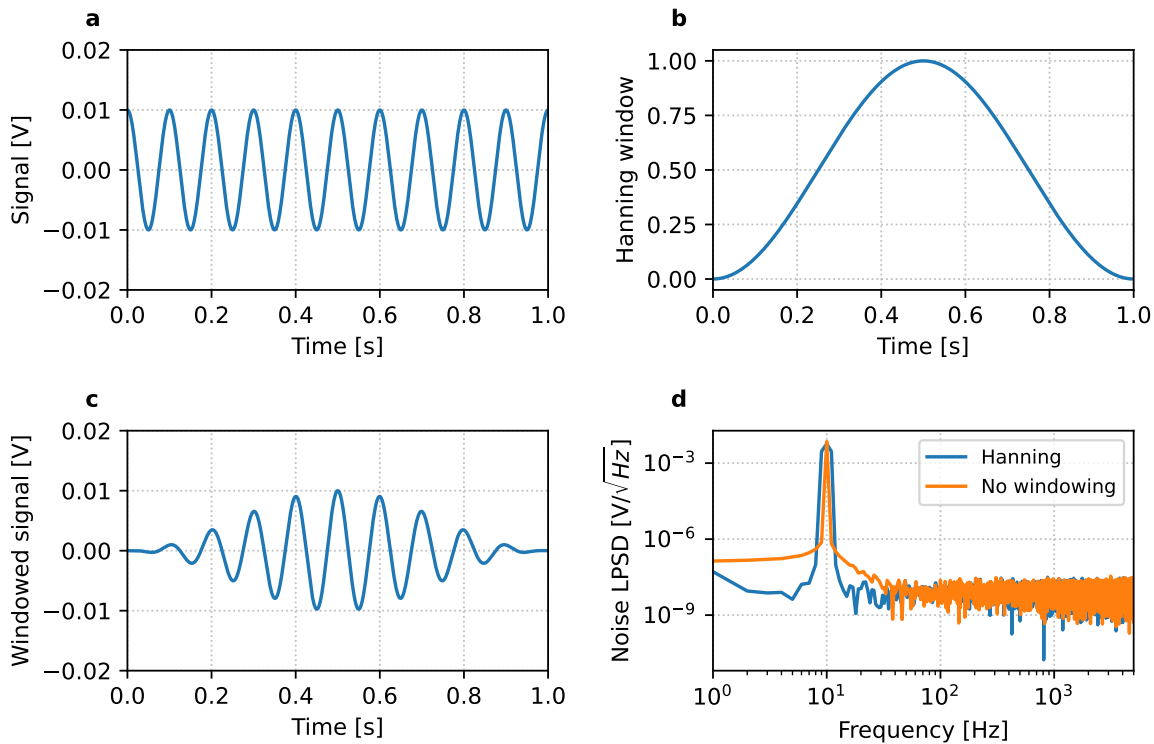 a
Signal [V]
0.02
0.01
0.00
−0.01
−0.02
0.0 0.2 0.4 0.6 0.8 1.0
Time [s]
b
Hanning window
1.00
0.75
0.50
0.25
0.00
0.0 0.2 0.4 0.6 0.8 1.0
Time [s]
c
Windowed signal [V]
0.02
0.01
0.00
−0.01
−0.02
0.0 0.2 0.4 0.6 0.8 1.0
Time [s]
d
Noise LPSD [V/√Hz]
10⁻³
10⁻⁶
10⁻⁹
Hanning
No windowing
10⁰ 10¹ 10² 10³
Frequency [Hz]